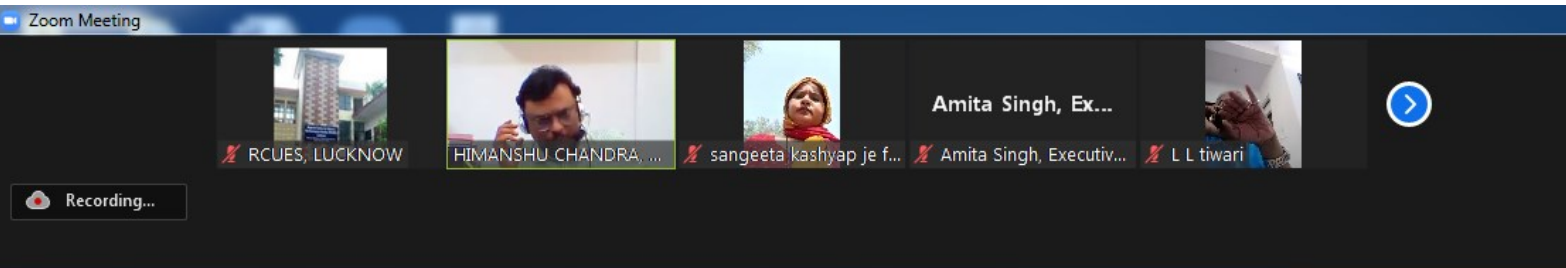 Zoom Meeting
Amita Singh, Ex...
RCUES, LUCKNOW
HIMANSHU CHANDRA, ...
sangeeta kashyap je f...
Amita Singh, Executiv...
L L tiwari
Recording...